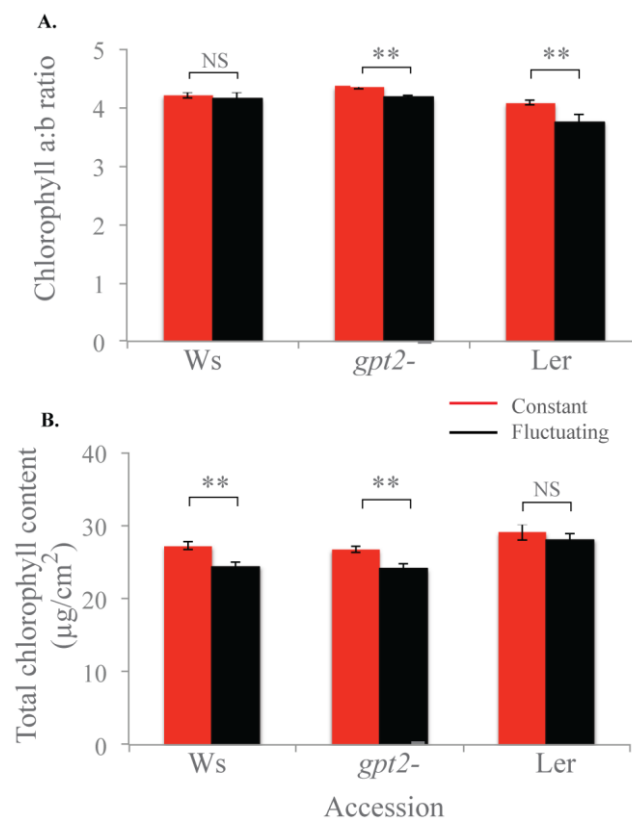 A.
Chlorophyll a:b ratio
5
4
3
2
1
0
NS
**
**
Ws
gpt2-
Ler
B.
Constant
Fluctuating
Total chlorophyll content
(µg/cm²)
40
30
20
10
0
**
**
NS
Ws
gpt2-
Ler
Accession